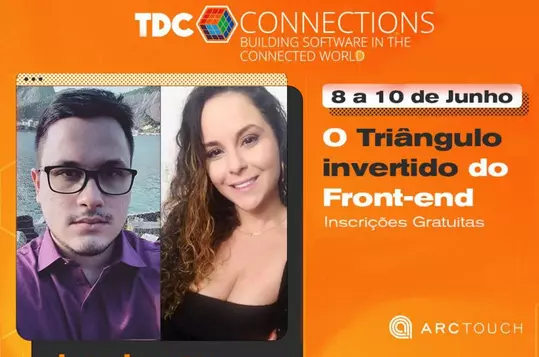 TDC CONNECTIONS
BUILDING SOFTWARE IN THE
CONNECTED WORLD
8 a 10 de Junho
O Triângulo
invertido do
Front-end
Inscrições Gratuitas
ARCTOUCH